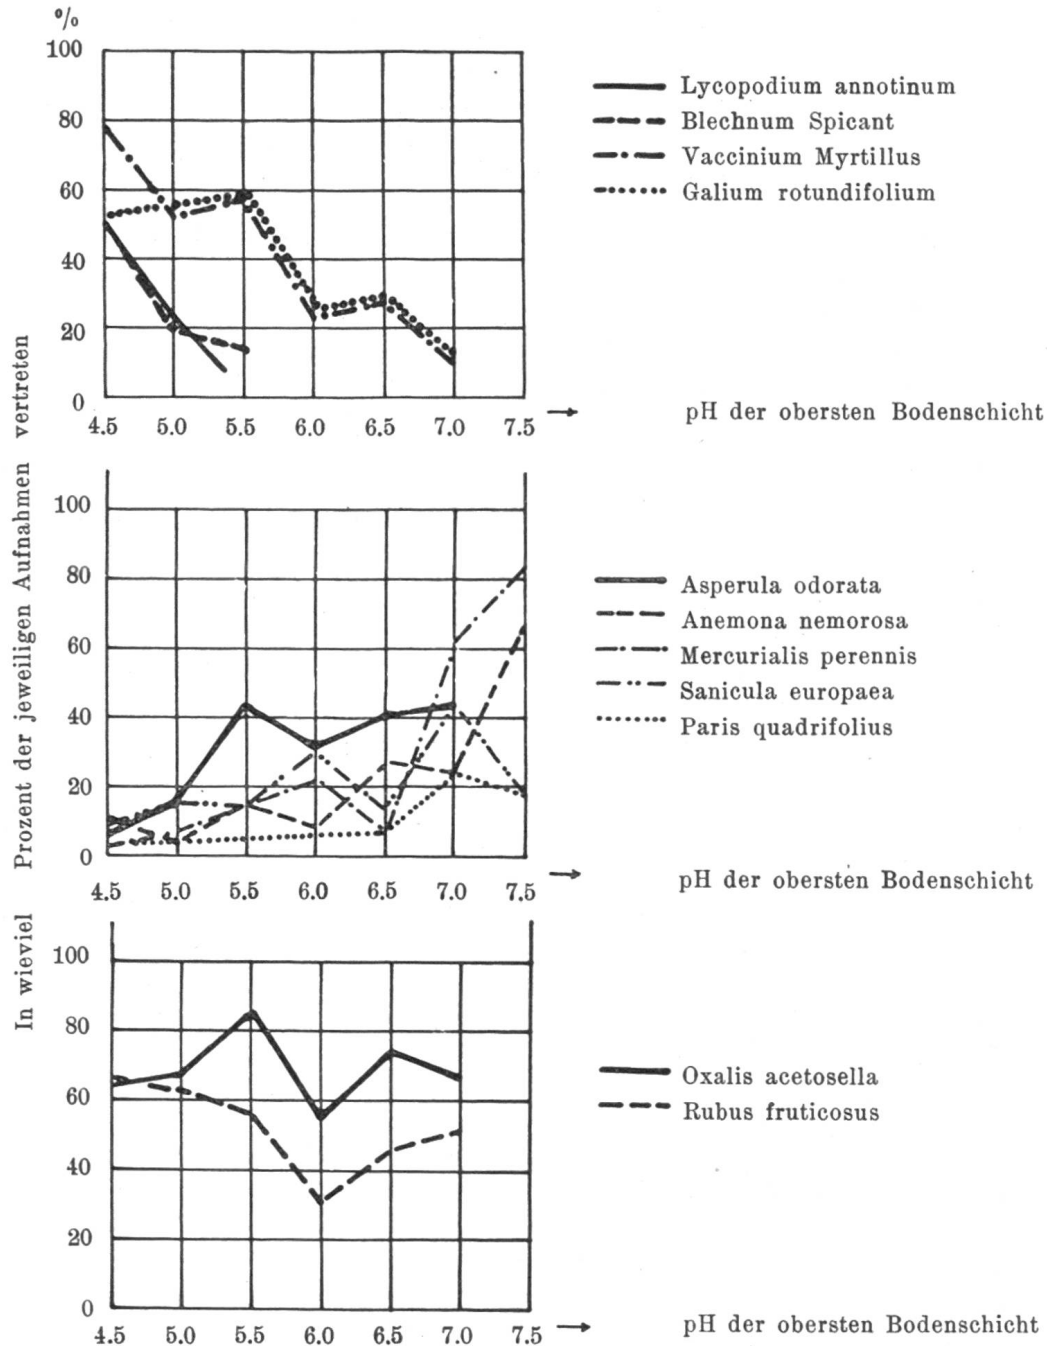 %
100
80
60
40
20
0
4.5 5.0 5.5 6.0 6.5 7.0 7.5
pH der obersten Bodenschicht
Lycopodium annotinum
Blechnum Spicant
Vaccinium Myrtillus
Galium rotundifolium
In wieviel Prozent der jeweiligen Aufnahmen vertreten
100
80
60
40
20
0
4.5 5.0 5.5 6.0 6.5 7.0 7.5
pH der obersten Bodenschicht
Asperula odorata
Anemona nemorosa
Mercurialis perennis
Sanicula europaea
Paris quadrifolius
100
80
60
40
20
0
4.5 5.0 5.5 6.0 6.5 7.0 7.5
pH der obersten Bodenschicht
Oxalis acetosella
Rubus fruticosus